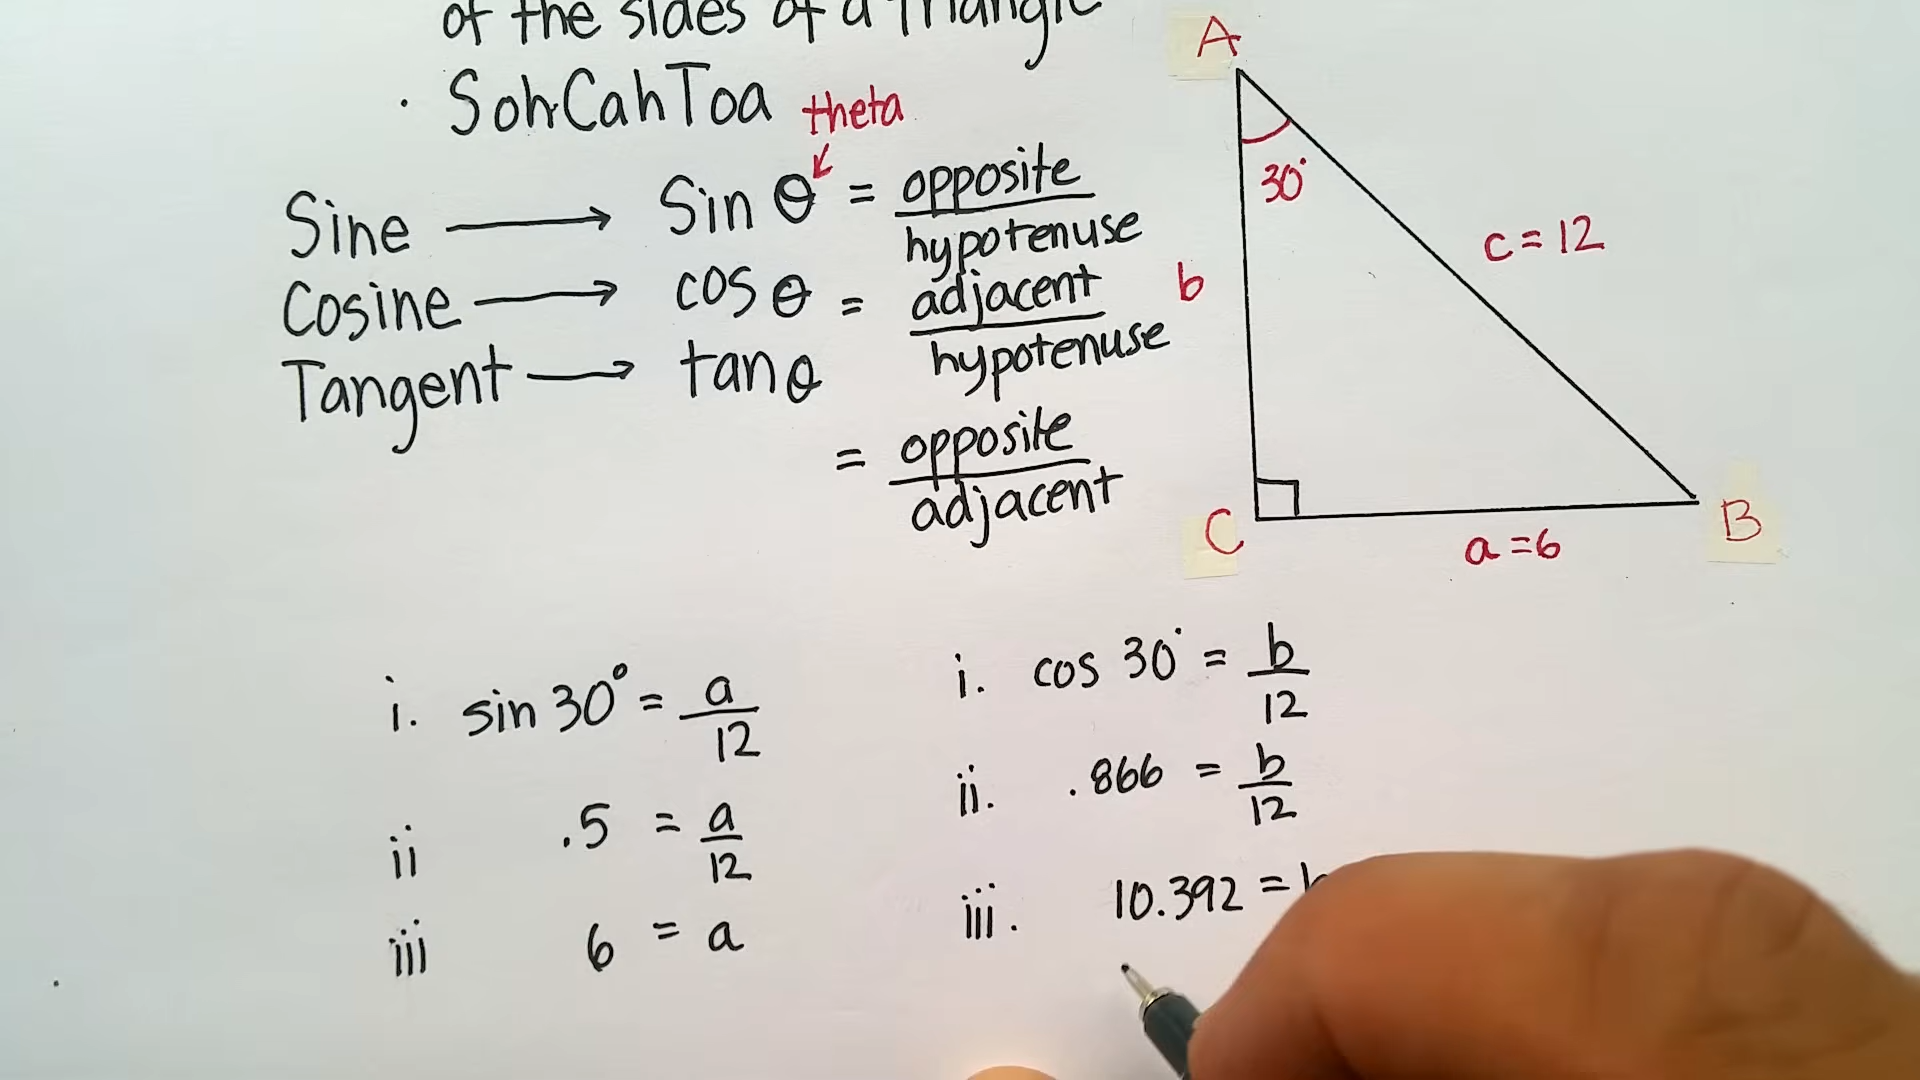 of the sides of a Triangle
· SohCahToa theta
Sine → Sin θ = opposite
hypotenuse
Cosine → cos θ = adjacent
hypotenuse
Tangent → tan θ
= opposite
adjacent
A
30°
c = 12
b
C
a = 6
B
i. sin 30° = a
12
ii .5 = a
12
iii 6 = a
i. cos 30° = b
12
ii. .866 = b
12
iii. 10.392 =